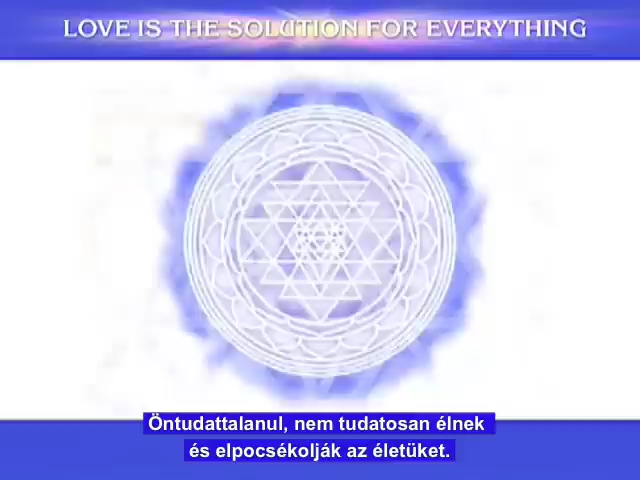 LOVE IS THE SOLUTION FOR EVERYTHING
Öntudattalanul, nem tudatosan élnek
és elpocsékolják az életüket.